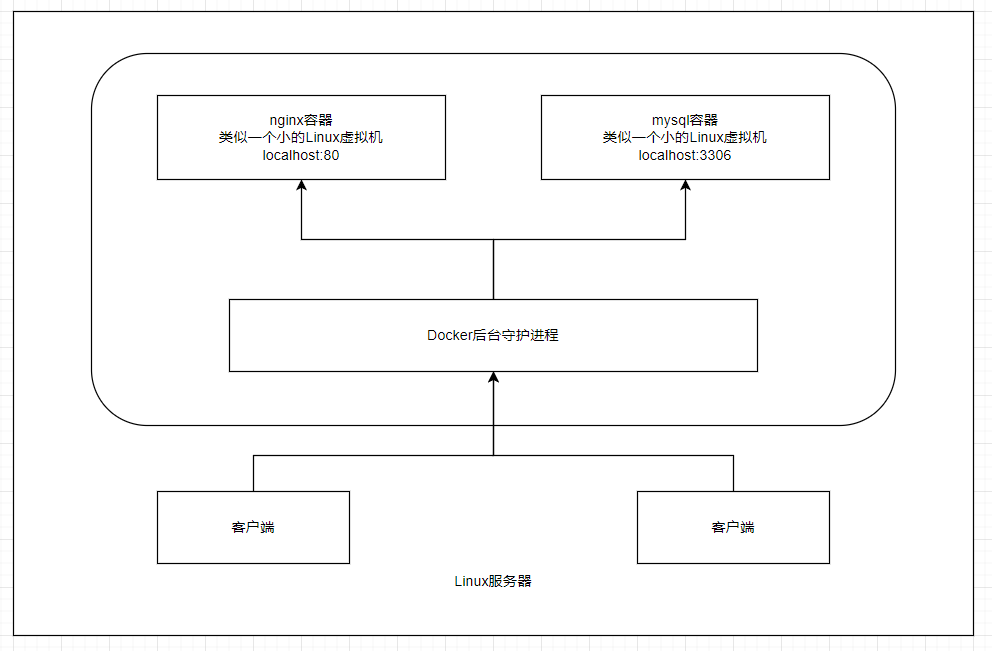 nginx容器
类似一个小的Linux虚拟机
localhost:80
mysql容器
类似一个小的Linux虚拟机
localhost:3306
Docker后台守护进程
客户端
客户端
Linux服务器